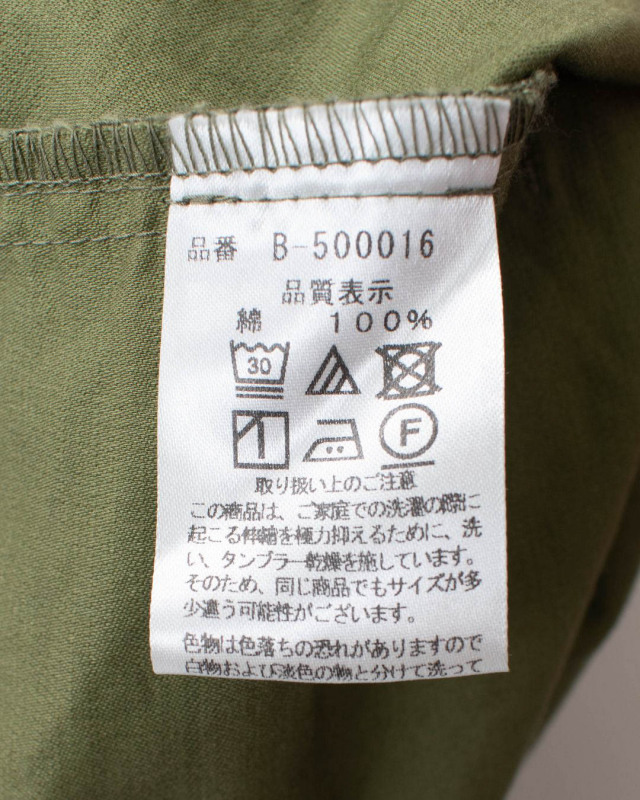 品番 B-500016
品質表示
綿 100%
30
F
取り扱い上のご注意
この商品は、ご家庭での洗濯の際に
起こる伸縮を極力抑えるために、洗
い、タンブラー乾燥を施しています。
そのため、同じ商品でもサイズが多
少違う可能性がございます。
色物は色落ちの恐れがありますので
白物および淡色の物と分けて洗って